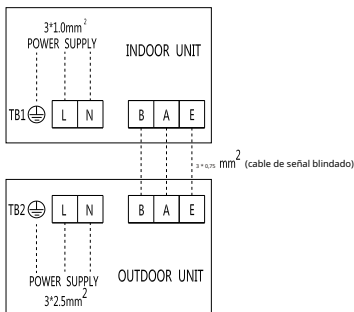 3*1.0mm²
POWER SUPPLY
INDOOR UNIT
TB1 L N B A E
3*0,75 mm² (cable de señal blindado)
TB2 L N B A E
POWER SUPPLY
3*2.5mm²
OUTDOOR UNIT